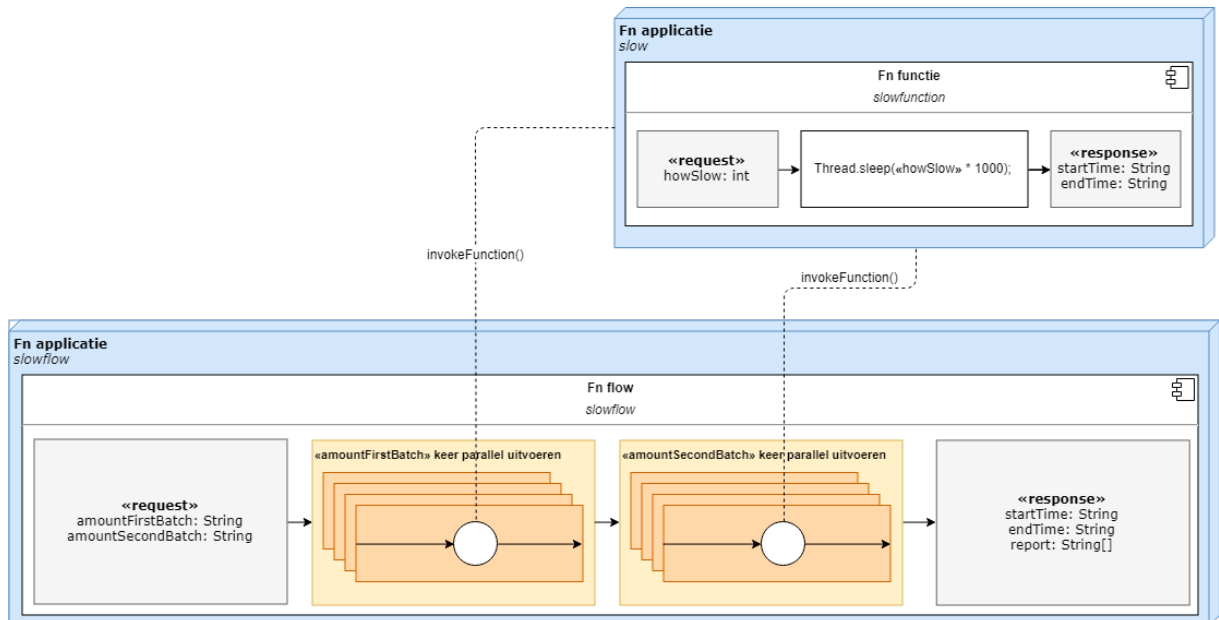 Fn applicatie
slow
Fn functie
slowfunction
«request»
howSlow: int
Thread.sleep(«howSlow» * 1000);
«response»
startTime: String
endTime: String
invokeFunction()
invokeFunction()
Fn applicatie
slowflow
Fn flow
slowflow
«request»
amountFirstBatch: String
amountSecondBatch: String
«amountFirstBatch» keer parallel uitvoeren
«amountSecondBatch» keer parallel uitvoeren
«response»
startTime: String
endTime: String
report: String[]